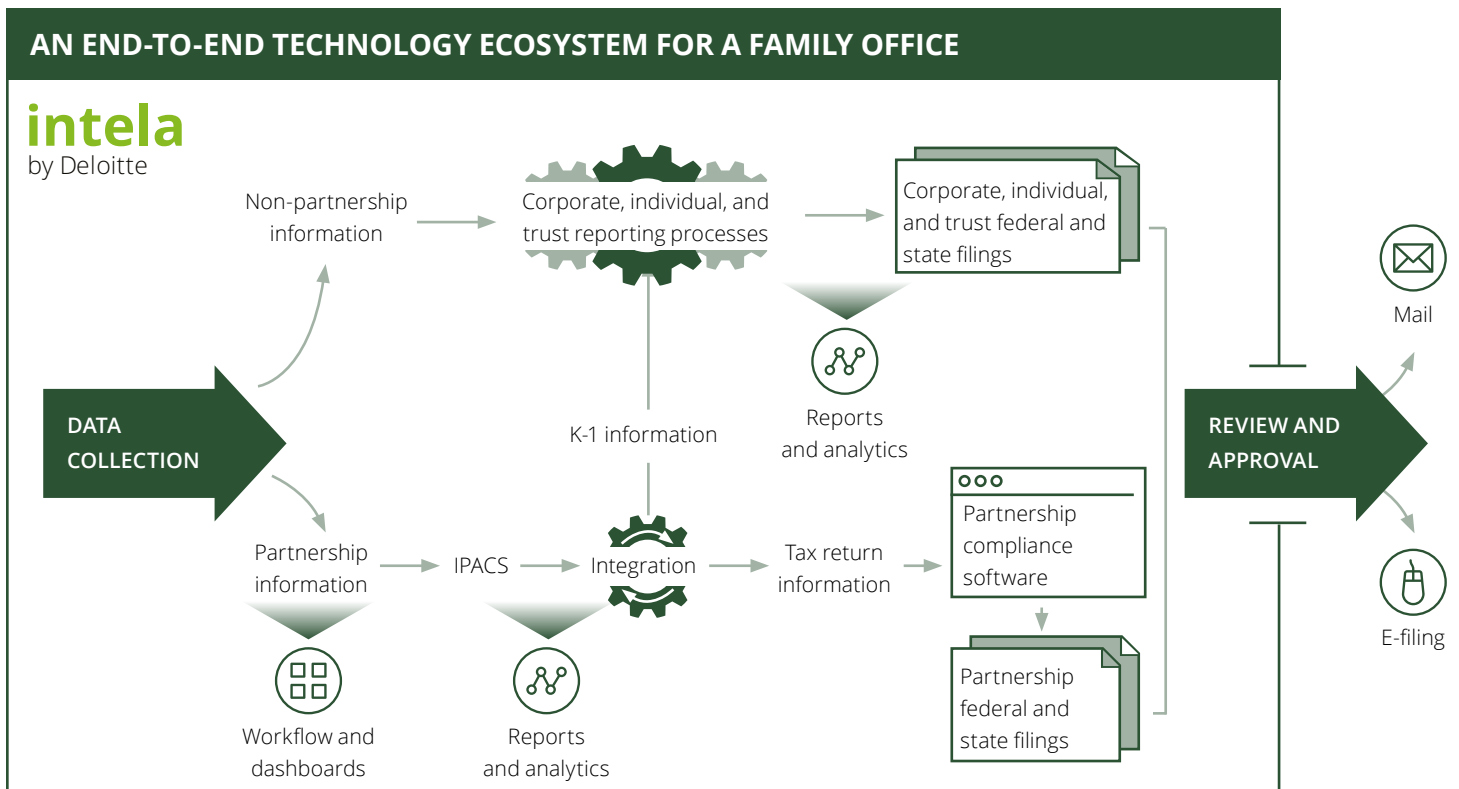 AN END-TO-END TECHNOLOGY ECOSYSTEM FOR A FAMILY OFFICE
intela
by Deloitte
Non-partnership
information
Corporate, individual, and
trust reporting processes
Corporate, individual,
and trust federal and
state filings
Mail
Reports
and analytics
DATA
COLLECTION
K-1 information
REVIEW AND
APPROVAL
Partnership
information
IPACS
Integration
Tax return
information
Partnership
compliance
software
E-filing
Workflow and
dashboards
Reports
and analytics
Partnership
federal and
state filings